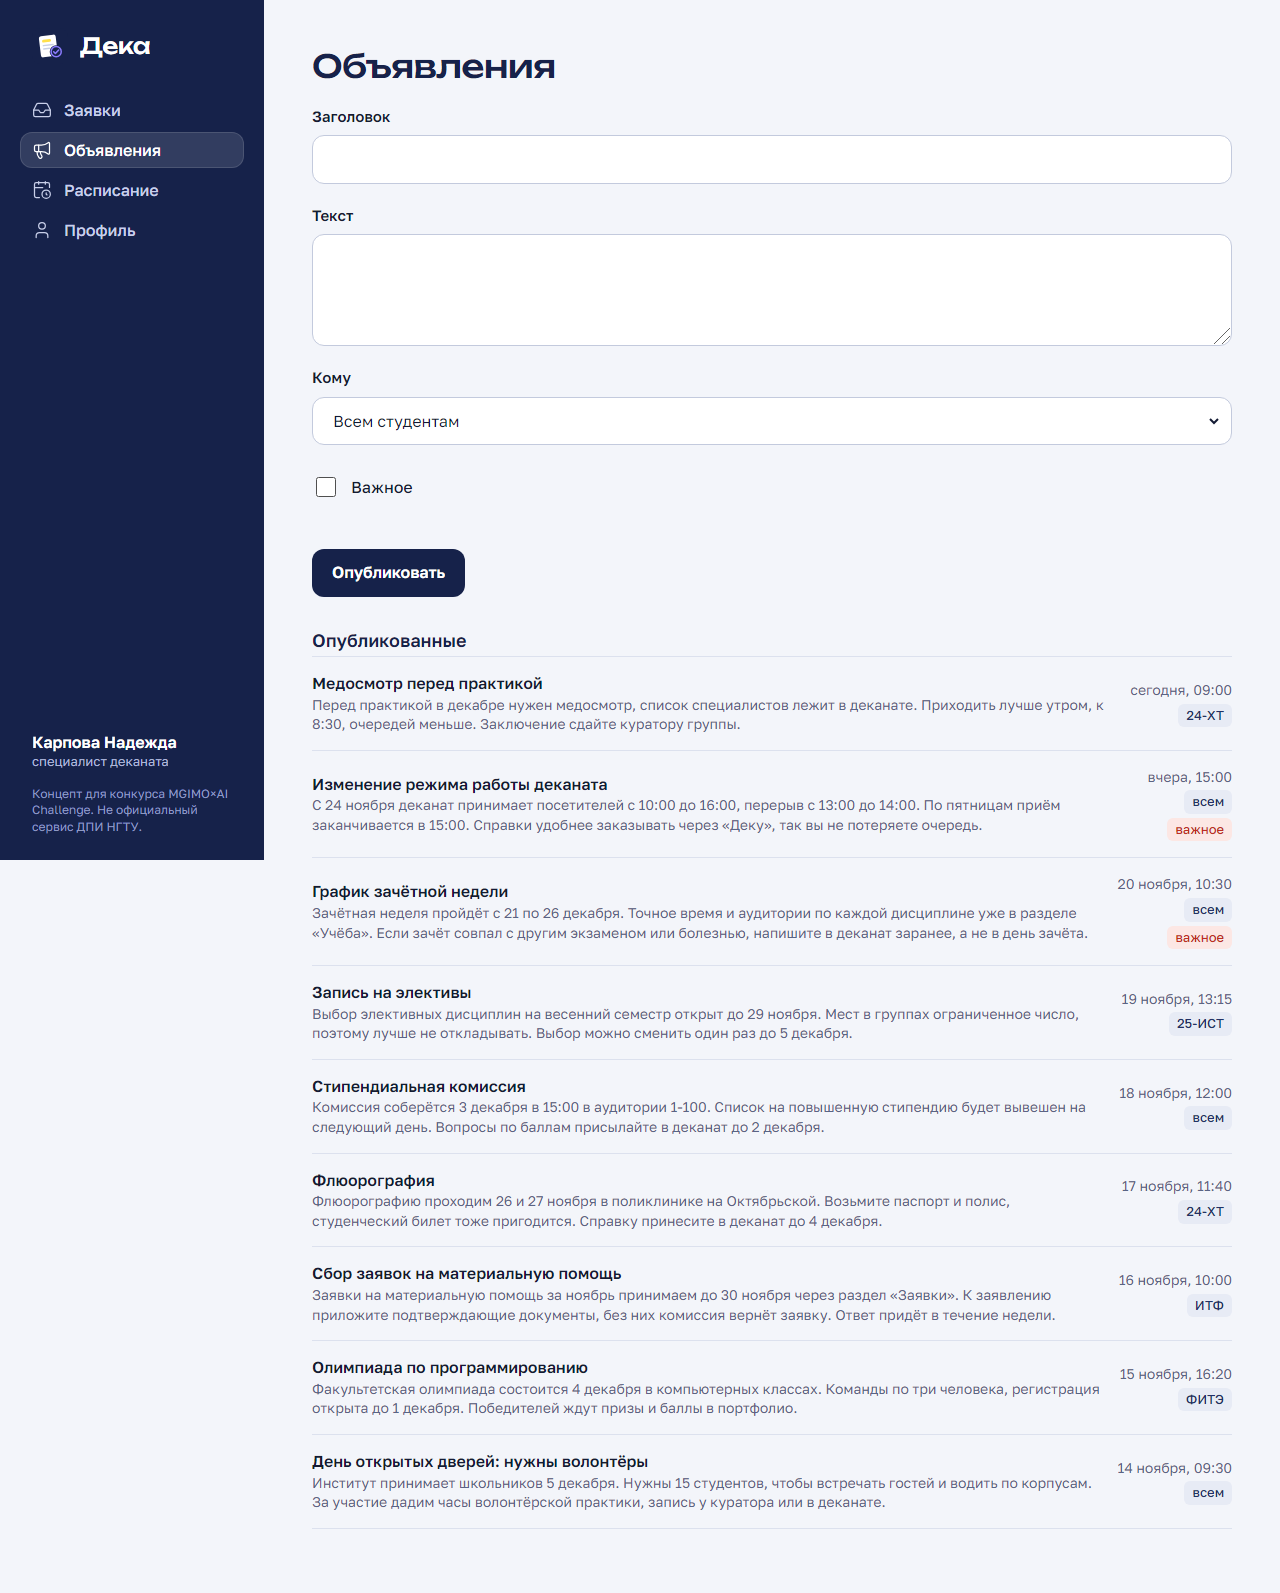 Дека
Заявки
Объявления
Расписание
Профиль
Карпова Надежда
специалист деканата
Концепт для конкурса MGIMO×AI
Challenge. Не официальный
сервис ДПИ НГТУ.
Объявления
Заголовок
Текст
Кому
Всем студентам
Важное
Опубликовать
Опубликованные
Медосмотр перед практикой
Перед практикой в декабре нужен медосмотр, список специалистов лежит в деканате. Приходить лучше утром, к
8:30, очередей меньше. Заключение сдайте куратору группы.
сегодня, 09:00
24-ХТ
Изменение режима работы деканата
С 24 ноября деканат принимает посетителей с 10:00 до 16:00, перерыв с 13:00 до 14:00. По пятницам приём
заканчивается в 15:00. Справки удобнее заказывать через «Деку», так вы не потеряете очередь.
вчера, 15:00
всем
важное
График зачётной недели
Зачётная неделя пройдёт с 21 по 26 декабря. Точное время и аудитории по каждой дисциплине уже в разделе
«Учёба». Если зачёт совпал с другим экзаменом или болезнью, напишите в деканат заранее, а не в день зачёта.
20 ноября, 10:30
всем
важное
Запись на элективы
Выбор элективных дисциплин на весенний семестр открыт до 29 ноября. Мест в группах ограниченное число,
поэтому лучше не откладывать. Выбор можно сменить один раз до 5 декабря.
19 ноября, 13:15
25-ИСТ
Стипендиальная комиссия
Комиссия соберётся 3 декабря в 15:00 в аудитории 1-100. Список на повышенную стипендию будет вывешен на
следующий день. Вопросы по баллам присылайте в деканат до 2 декабря.
18 ноября, 12:00
всем
Флюорография
Флюорографию проходим 26 и 27 ноября в поликлинике на Октябрьской. Возьмите паспорт и полис,
студенческий билет тоже пригодится. Справку принесите в деканат до 4 декабря.
17 ноября, 11:40
24-ХТ
Сбор заявок на материальную помощь
Заявки на материальную помощь за ноябрь принимаем до 30 ноября через раздел «Заявки». К заявлению
приложите подтверждающие документы, без них комиссия вернёт заявку. Ответ придёт в течение недели.
16 ноября, 10:00
ИТФ
Олимпиада по программированию
Факультетская олимпиада состоится 4 декабря в компьютерных классах. Команды по три человека, регистрация
открыта до 1 декабря. Победителей ждут призы и баллы в портфолио.
15 ноября, 16:20
ФИТЭ
День открытых дверей: нужны волонтёры
Институт принимает школьников 5 декабря. Нужны 15 студентов, чтобы встречать гостей и водить по корпусам.
За участие дадим часы волонтёрской практики, запись у куратора или в деканате.
14 ноября, 09:30
всем